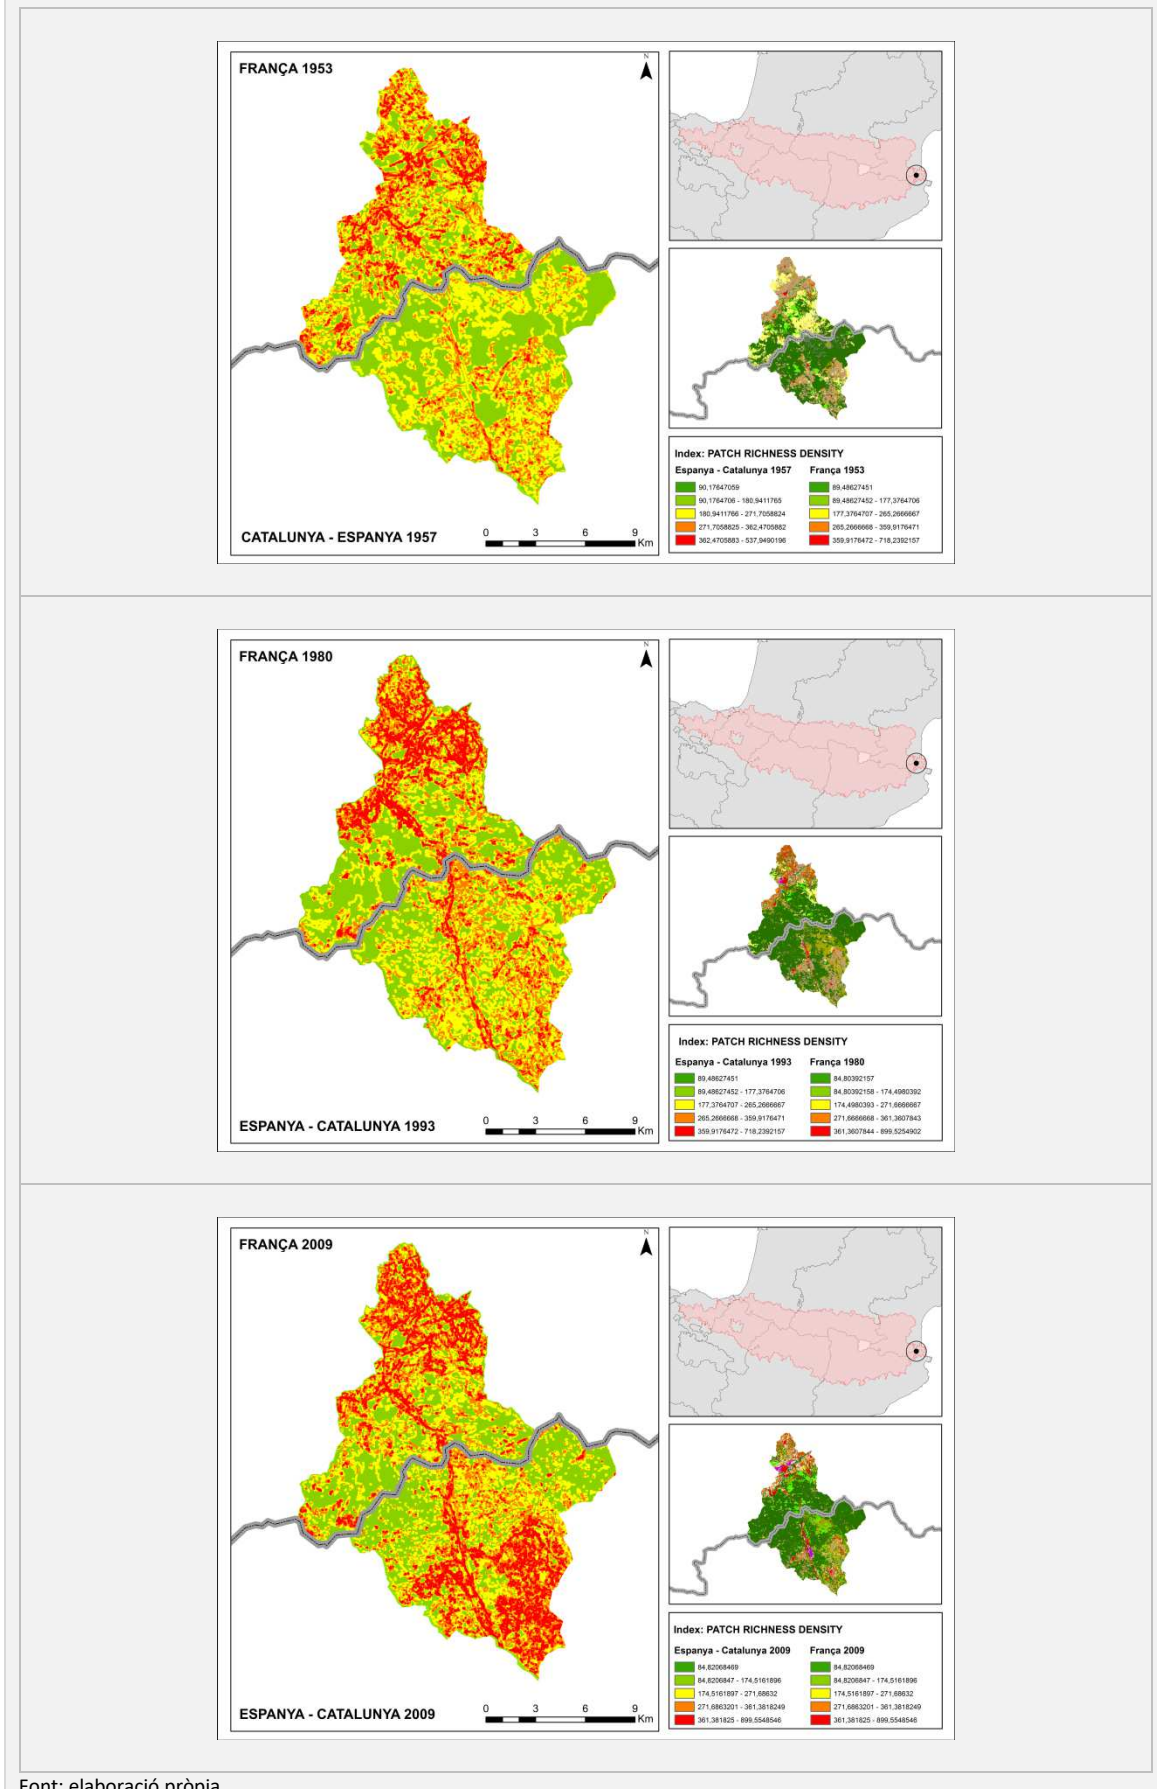 FRANÇA 1953
N
CATALUNYA - ESPANYA 1957
0 3 6 9
Km
Index: PATCH RICHNESS DENSITY
Espanya - Catalunya 1957 França 1953
90,17647059 89,48627451
90,1764706 - 180,9411765 89,48627452 - 177,3764706
180,9411766 - 271,7058824 177,3764707 - 265,2666667
271,7058825 - 362,4705882 265,2666668 - 359,9176471
362,4705883 - 537,9490196 359,9176472 - 718,2392157
FRANÇA 1980
N
ESPANYA - CATALUNYA 1993
0 3 6 9
Km
Index: PATCH RICHNESS DENSITY
Espanya - Catalunya 1993 França 1980
89,48627451 84,80392157
89,48627452 - 177,3764706 84,80392158 - 174,4980392
177,3764707 - 265,2666667 174,4980393 - 271,6666667
265,2666668 - 359,9176471 271,6666668 - 361,3607843
359,9176472 - 718,2392157 361,3607844 - 899,5254902
FRANÇA 2009
N
ESPANYA - CATALUNYA 2009
0 3 6 9
Km
Index: PATCH RICHNESS DENSITY
Espanya - Catalunya 2009 França 2009
84,82068469 84,82068469
84,8206847 - 174,5161896 84,8206847 - 174,5161896
174,5161897 - 271,68632 174,5161897 - 271,68632
271,6863201 - 361,3818249 271,6863201 - 361,3818249
361,381825 - 899,5548546 361,381825 - 899,5548546
Font: elaboració pròpia